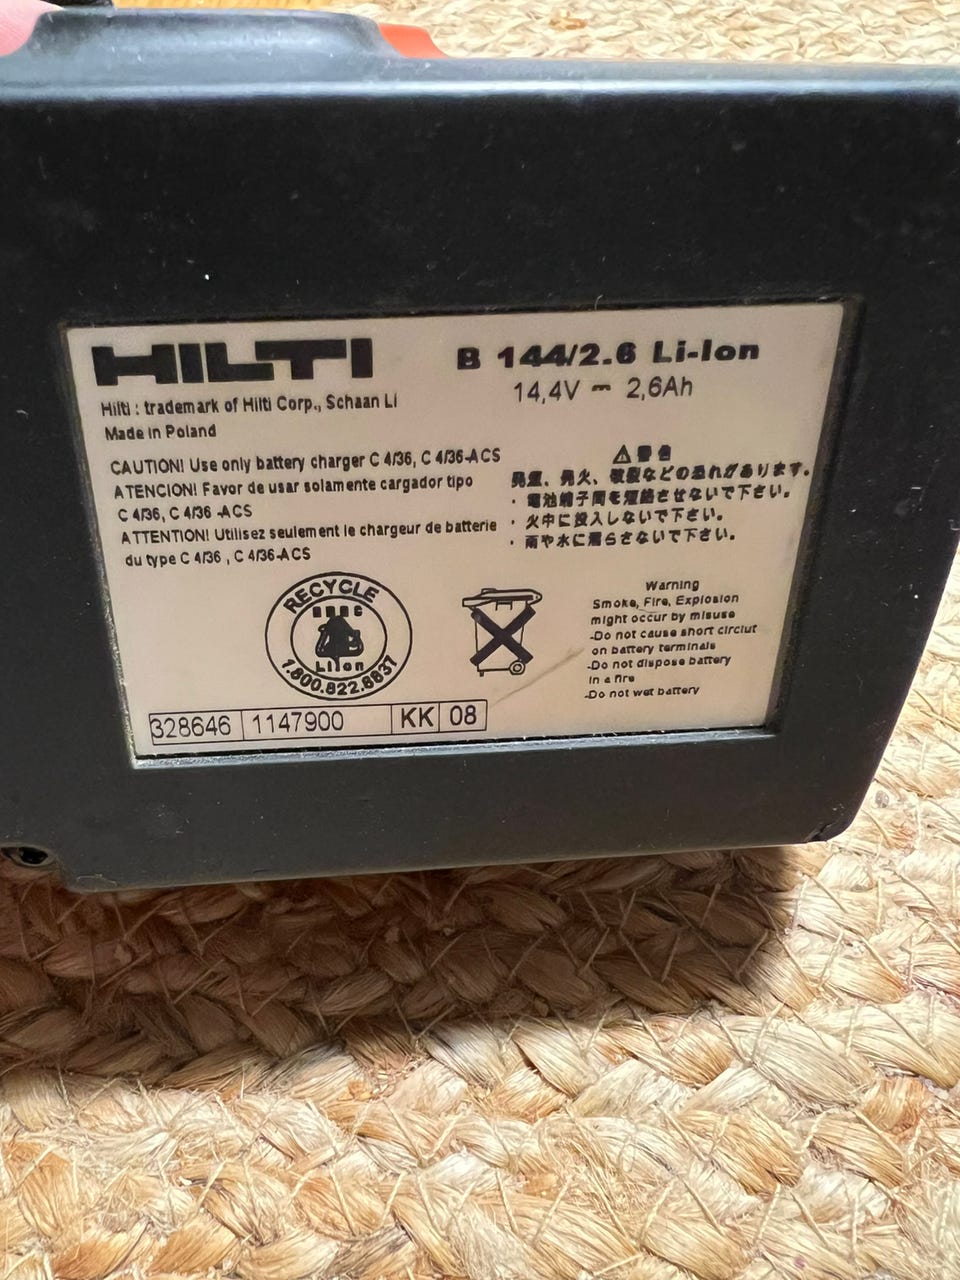 HILTI
B 144/2.6 Li-Ion
14,4V ⎓ 2,6Ah
Hilti : trademark of Hilti Corp., Schaan Li
Made in Poland
CAUTION! Use only battery charger C 4/36, C 4/36-ACS
ATENCION! Favor de usar solamente cargador tipo
C 4/36, C 4/36 -ACS
ATTENTION! Utilisez seulement le chargeur de batterie
du type C 4/36 , C 4/36-ACS
⚠警告
発煙、発火、破裂などの恐れがあります。
・電池端子間を短絡させないで下さい。
・火中に投入しないで下さい。
・雨や水に濡らさないで下さい。
RECYCLE
RBRC
Li Ion
1.800.822.8837
Warning
Smoke, Fire, Explosion
might occur by misuse
-Do not cause short circiut
on battery terminals
-Do not dispose battery
in a fire
-Do not wet battery
328646 1147900 KK 08